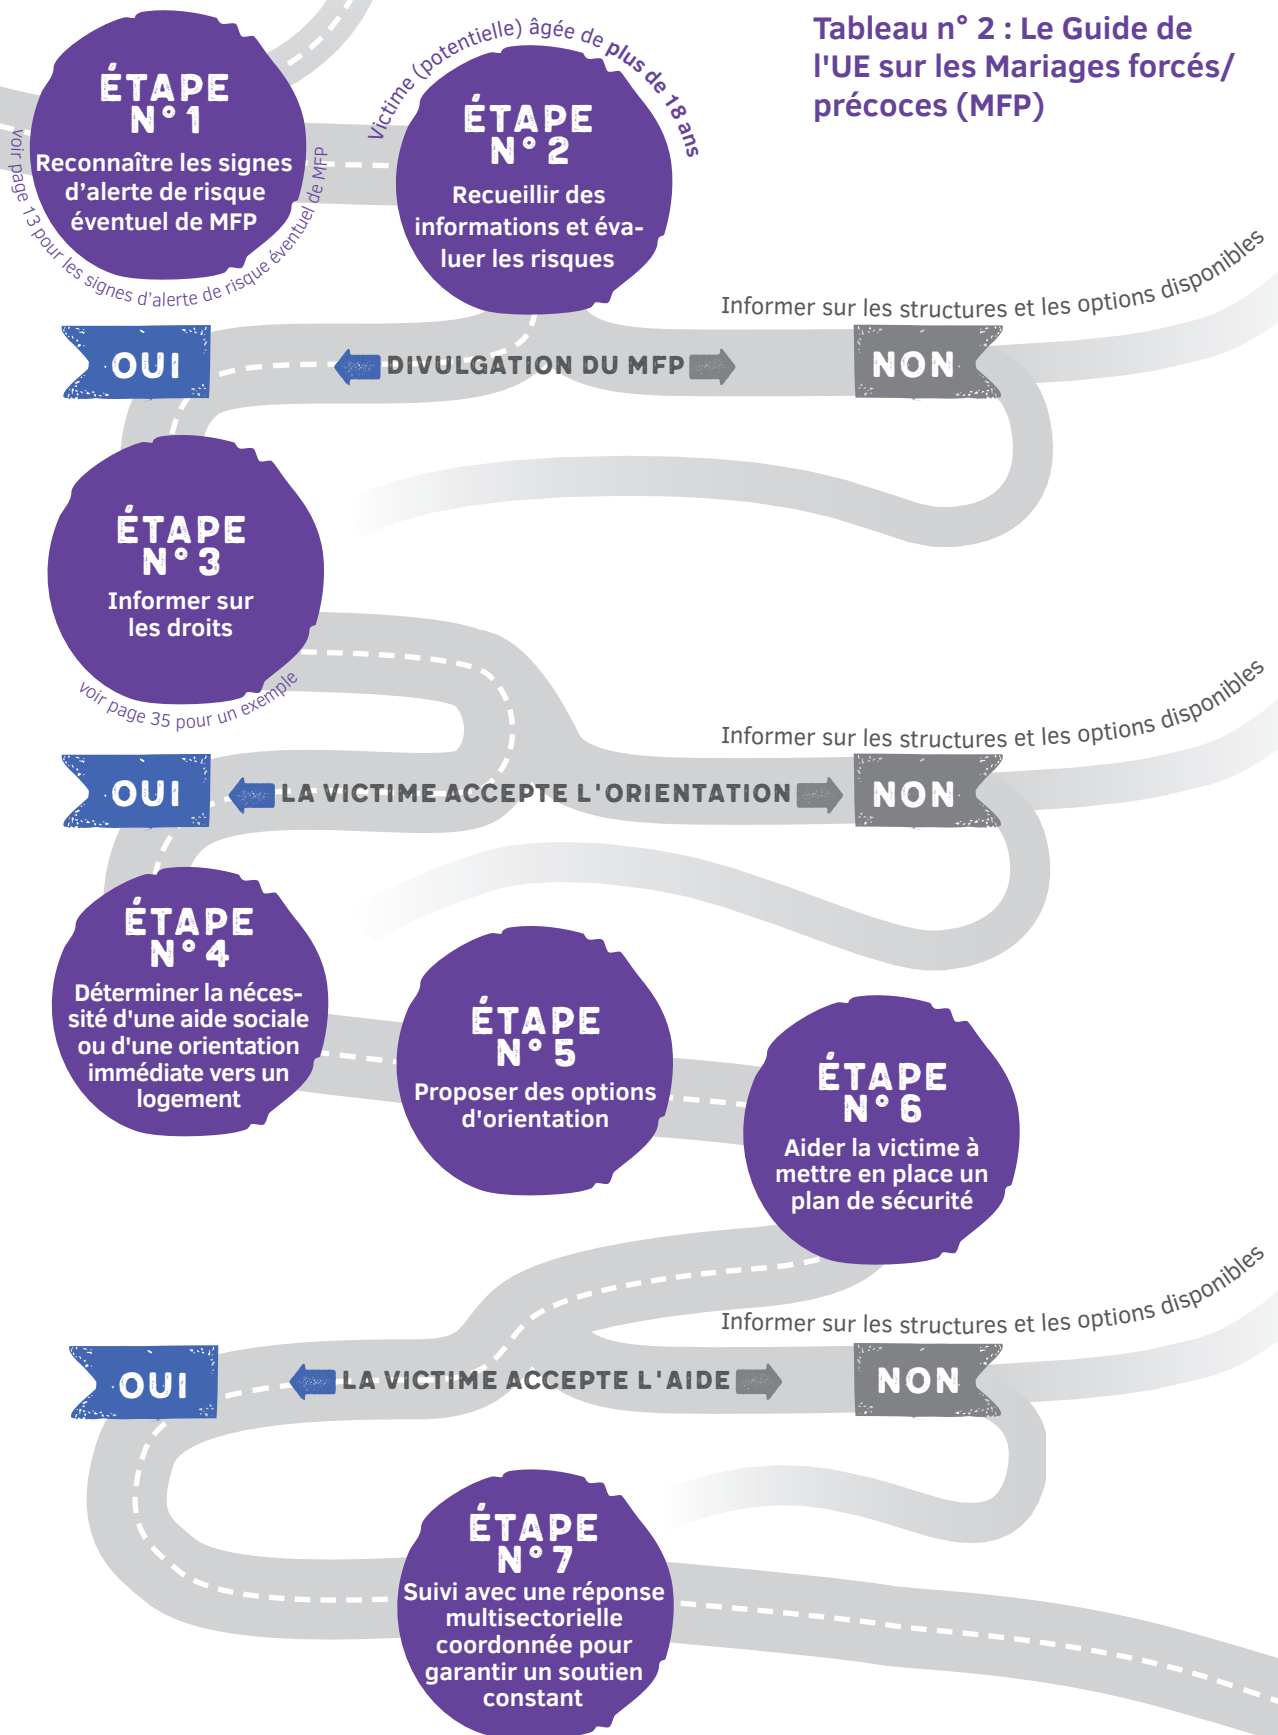 Tableau n° 2 : Le Guide de
l'UE sur les Mariages forcés/
précoces (MFP)
ÉTAPE
N° 1
Reconnaître les signes
d’alerte de risque
éventuel de MFP
voir page 13 pour les signes d’alerte de risque éventuel de MFP
Victime (potentielle) âgée de plus de 18 ans
ÉTAPE
N° 2
Recueillir des
informations et éva-
luer les risques
Informer sur les structures et les options disponibles
OUI
DIVULGATION DU MFP
NON
ÉTAPE
N° 3
Informer sur
les droits
voir page 35 pour un exemple
Informer sur les structures et les options disponibles
OUI
LA VICTIME ACCEPTE L'ORIENTATION
NON
ÉTAPE
N° 4
Déterminer la néces-
sité d'une aide sociale
ou d'une orientation
immédiate vers un
logement
ÉTAPE
N° 5
Proposer des options
d'orientation
ÉTAPE
N° 6
Aider la victime à
mettre en place un
plan de sécurité
Informer sur les structures et les options disponibles
OUI
LA VICTIME ACCEPTE L'AIDE
NON
ÉTAPE
N° 7
Suivi avec une réponse
multisectorielle
coordonnée pour
garantir un soutien
constant